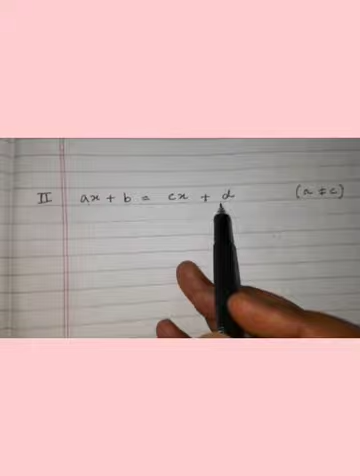 II ax + b = cx + d (a ≠ c)